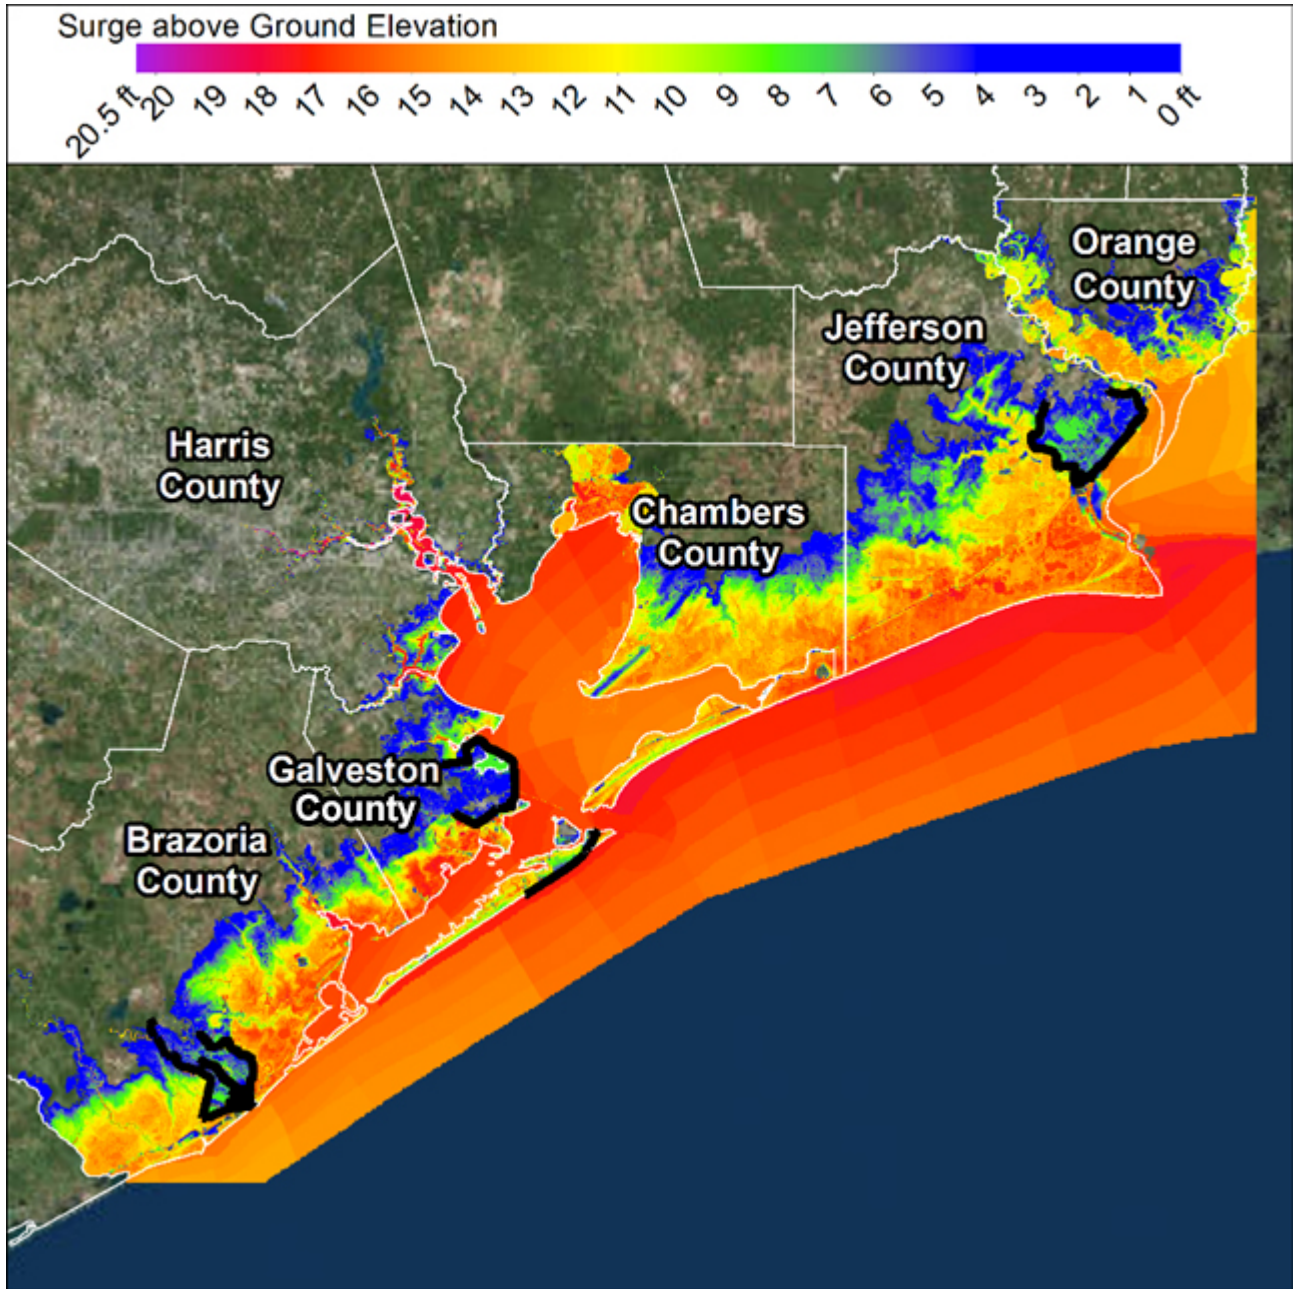 Surge above Ground Elevation
20.5 ft 20 19 18 17 16 15 14 13 12 11 10 9 8 7 6 5 4 3 2 1 0 ft
Orange
County
Jefferson
County
Harris
County
Chambers
County
Galveston
County
Brazoria
County